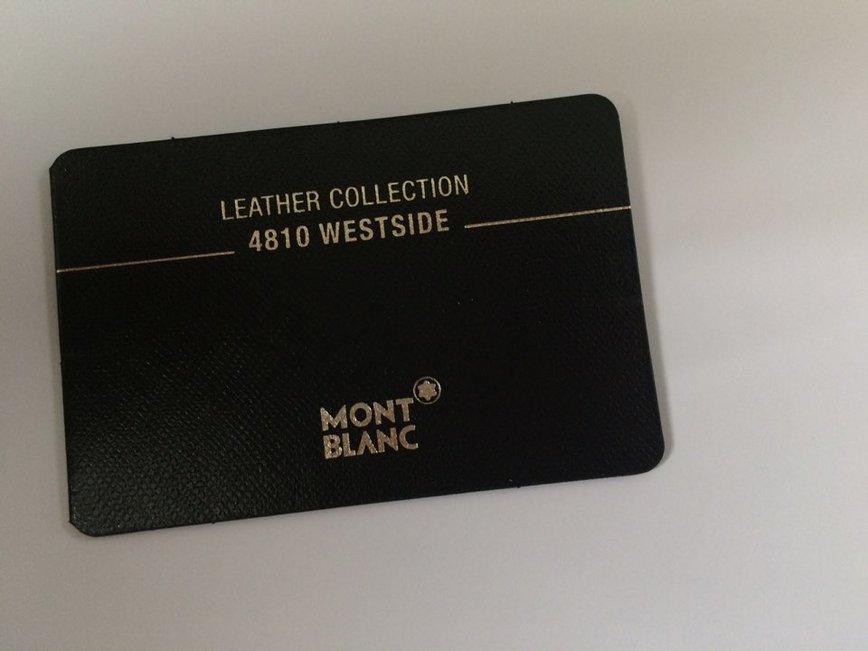 LEATHER COLLECTION
4810 WESTSIDE
MONT
BLANC